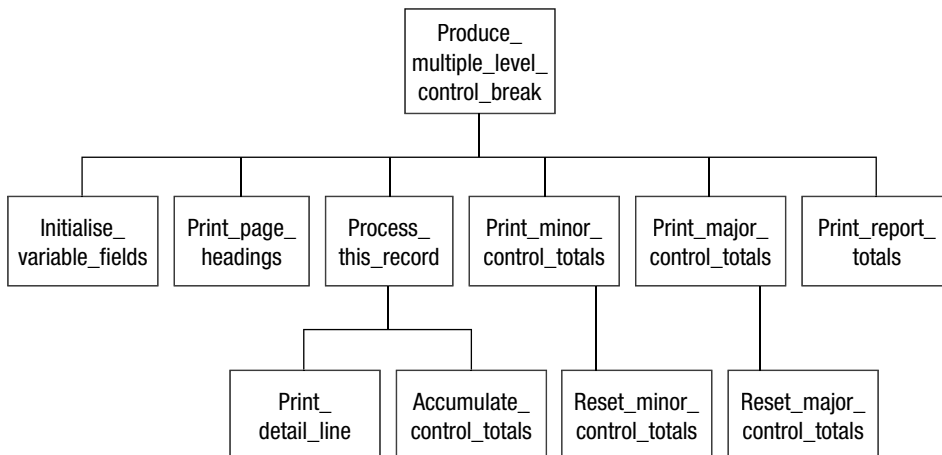 Produce_
multiple_level_
control_break
Initialise_
variable_fields
Print_page_
headings
Process_
this_record
Print_minor_
control_totals
Print_major_
control_totals
Print_report_
totals
Print_
detail_line
Accumulate_
control_totals
Reset_minor_
control_totals
Reset_major_
control_totals